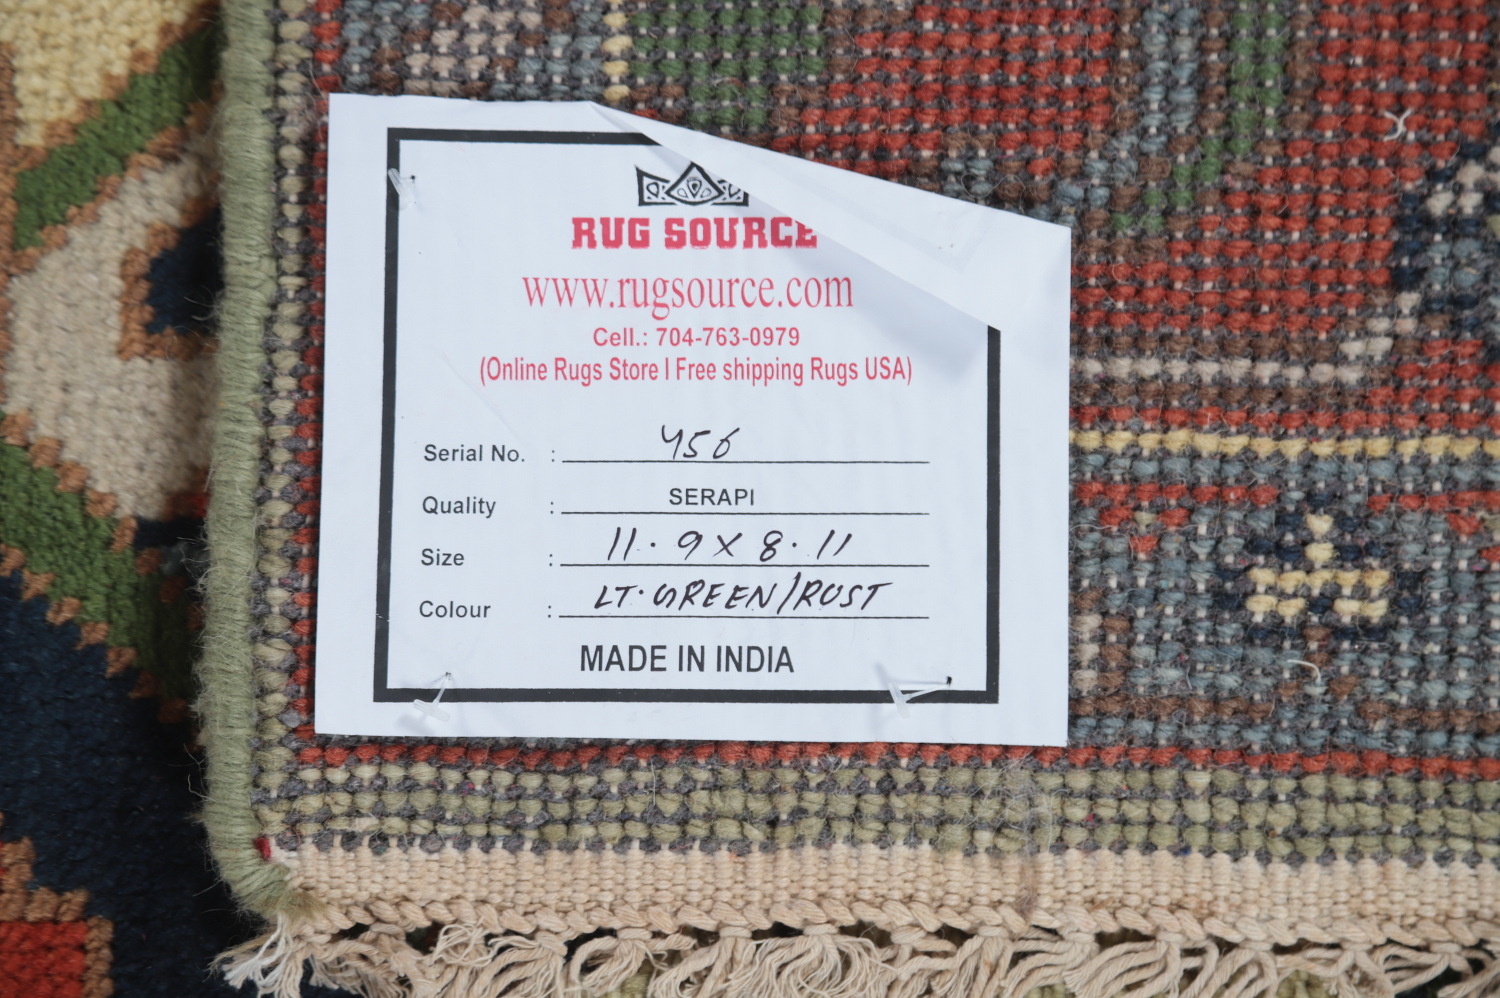 RUG SOURCE
www.rugsource.com
Cell.: 704-763-0979
(Online Rugs Store I Free shipping Rugs USA)
Serial No. : 456
Quality : SERAPI
Size : 11.9 X 8.11
Colour : LT. GREEN/RUST
MADE IN INDIA